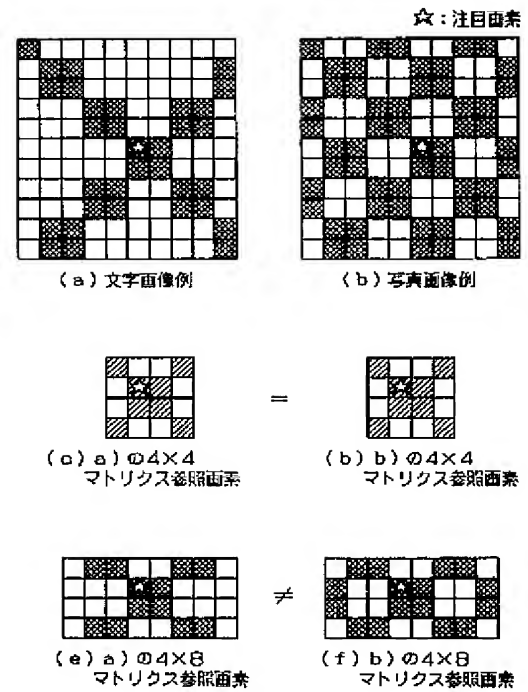 ☆:注目画素
(a)文字画像例
(b)写真画像例
=
(c)a)の4×4
マトリクス参照画素
(b)b)の4×4
マトリクス参照画素
≠
(e)a)の4×8
マトリクス参照画素
(f)b)の4×8
マトリクス参照画素